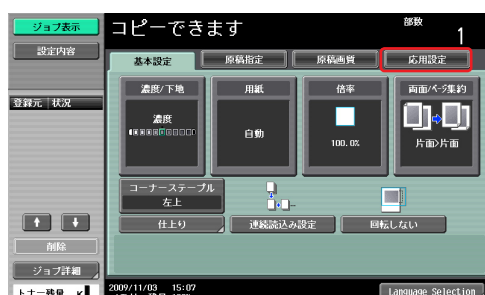 ジョブ表示
設定内容
登録元 状況
削除
ジョブ詳細
トナー残量 K
コピーできます
部数
1
基本設定
原稿指定
原稿画質
応用設定
濃度/下地
用紙
倍率
両面/ページ集約
濃度
自動
100.0%
片面>片面
コーナーステープル
左上
仕上り
連続読込み設定
回転しない
2009/11/03 15:07
Language Selection